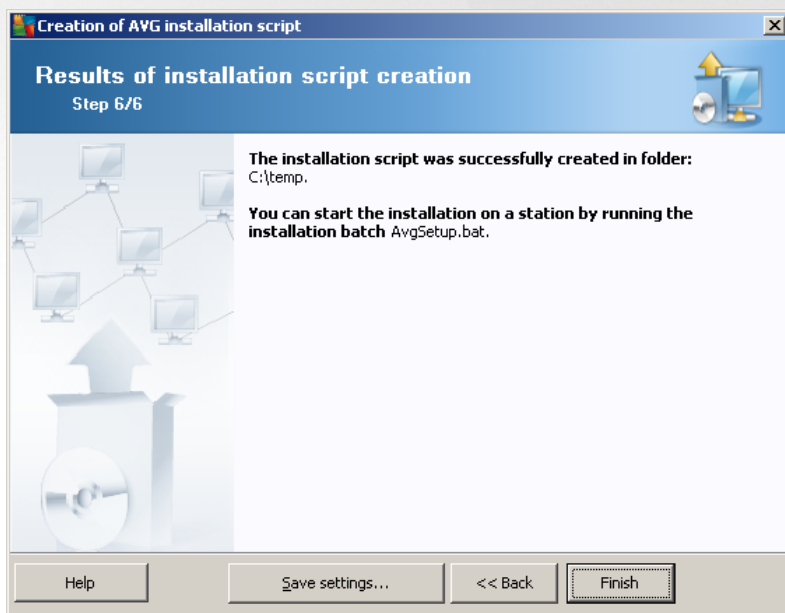 Creation of AVG installation script
Results of installation script creation
Step 6/6
The installation script was successfully created in folder:
C:\temp.
You can start the installation on a station by running the
installation batch AvgSetup.bat.
Help
Save settings...
<< Back
Finish